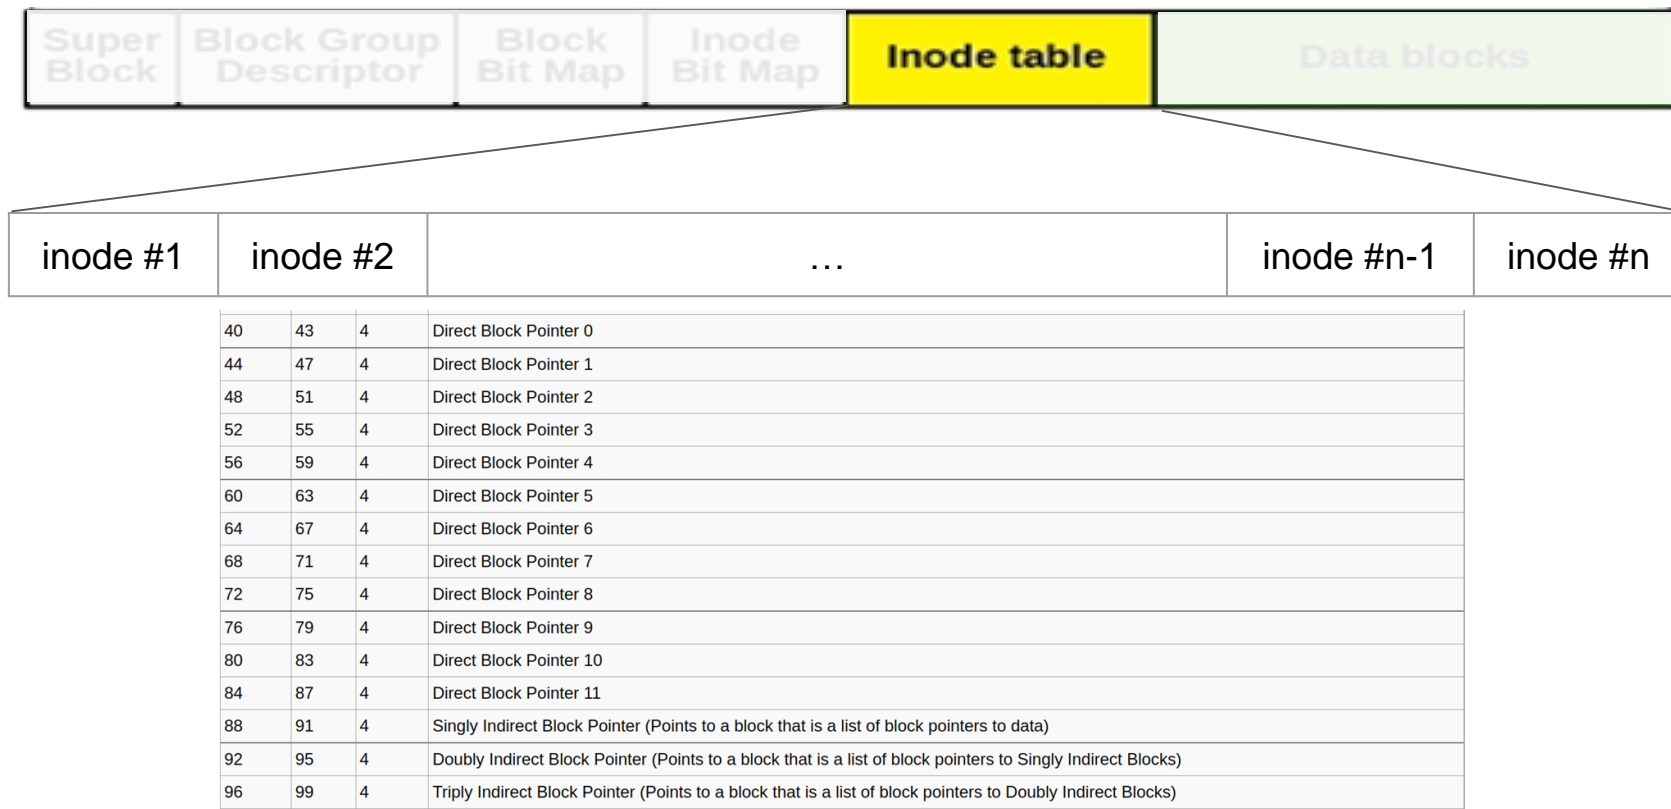 Super Block Group Block Inode Inode table Data blocks
Block Descriptor Bit Map Bit Map
inode #1 inode #2 … inode #n-1 inode #n
40 43 4 Direct Block Pointer 0
44 47 4 Direct Block Pointer 1
48 51 4 Direct Block Pointer 2
52 55 4 Direct Block Pointer 3
56 59 4 Direct Block Pointer 4
60 63 4 Direct Block Pointer 5
64 67 4 Direct Block Pointer 6
68 71 4 Direct Block Pointer 7
72 75 4 Direct Block Pointer 8
76 79 4 Direct Block Pointer 9
80 83 4 Direct Block Pointer 10
84 87 4 Direct Block Pointer 11
88 91 4 Singly Indirect Block Pointer (Points to a block that is a list of block pointers to data)
92 95 4 Doubly Indirect Block Pointer (Points to a block that is a list of block pointers to Singly Indirect Blocks)
96 99 4 Triply Indirect Block Pointer (Points to a block that is a list of block pointers to Doubly Indirect Blocks)